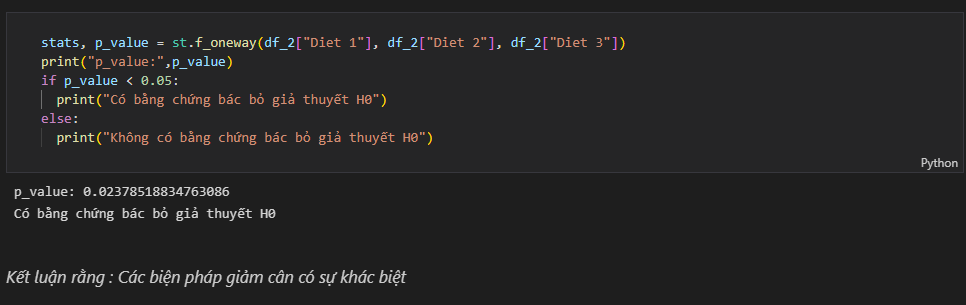 stats, p_value = st.f_oneway(df_2["Diet 1"], df_2["Diet 2"], df_2["Diet 3"])
print("p_value:",p_value)
if p_value < 0.05:
  print("Có bằng chứng bác bỏ giả thuyết H0")
else:
  print("Không có bằng chứng bác bỏ giả thuyết H0")
Python
p_value: 0.02378518834763086
Có bằng chứng bác bỏ giả thuyết H0
Kết luận rằng : Các biện pháp giảm cân có sự khác biệt